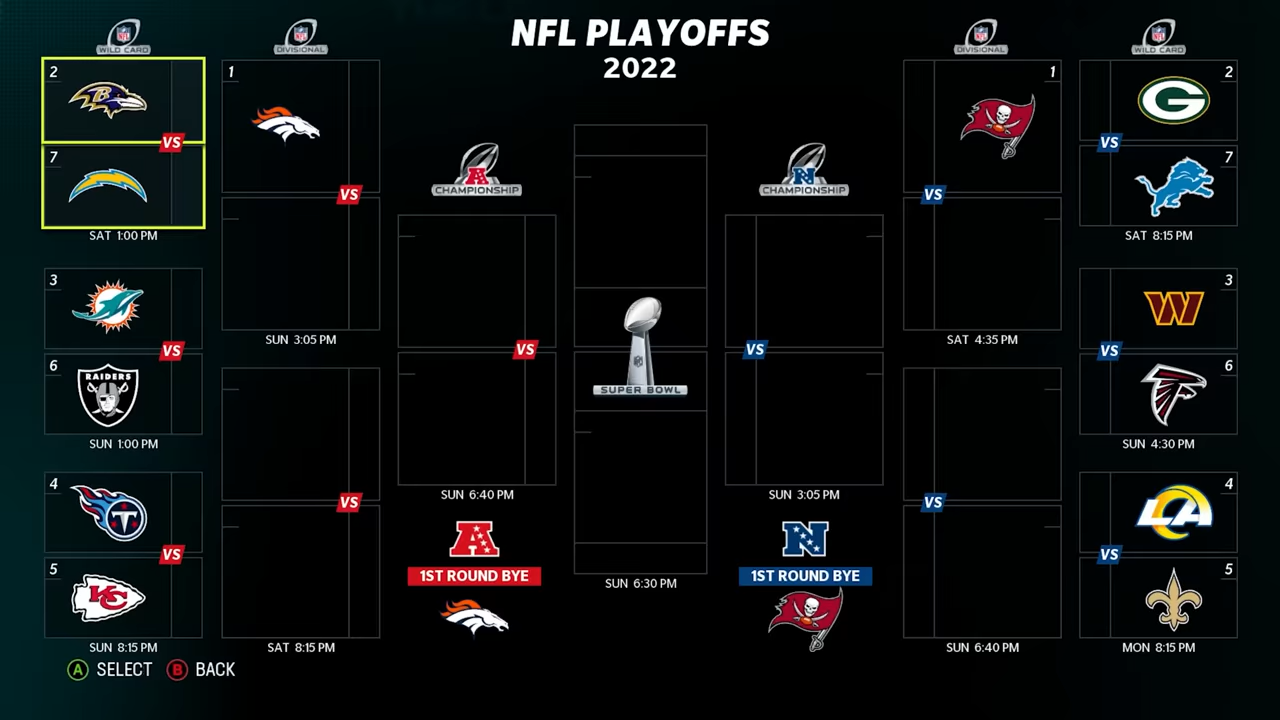 NFL PLAYOFFS
2022
WILD CARD
DIVISIONAL
DIVISIONAL
WILD CARD
2
VS
7
SAT 1:00 PM
3
VS
6
RAIDERS
SUN 1:00 PM
4
T
VS
5
KC
SUN 8:15 PM
1
VS
SUN 3:05 PM
VS
SAT 8:15 PM
A
CHAMPIONSHIP
VS
SUN 6:40 PM
A
1ST ROUND BYE
SUPER BOWL
SUN 6:30 PM
N
CHAMPIONSHIP
VS
SUN 3:05 PM
N
1ST ROUND BYE
1
VS
SAT 4:35 PM
VS
SUN 6:40 PM
2
G
VS
7
SAT 8:15 PM
3
W
VS
6
SUN 4:30 PM
4
LA
VS
5
MON 8:15 PM
A SELECT B BACK